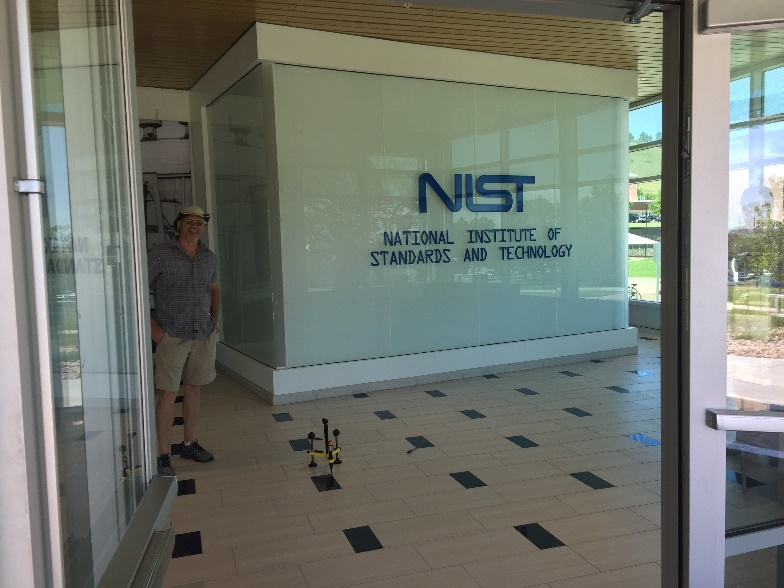 NIST
NATIONAL INSTITUTE OF
STANDARDS AND TECHNOLOGY